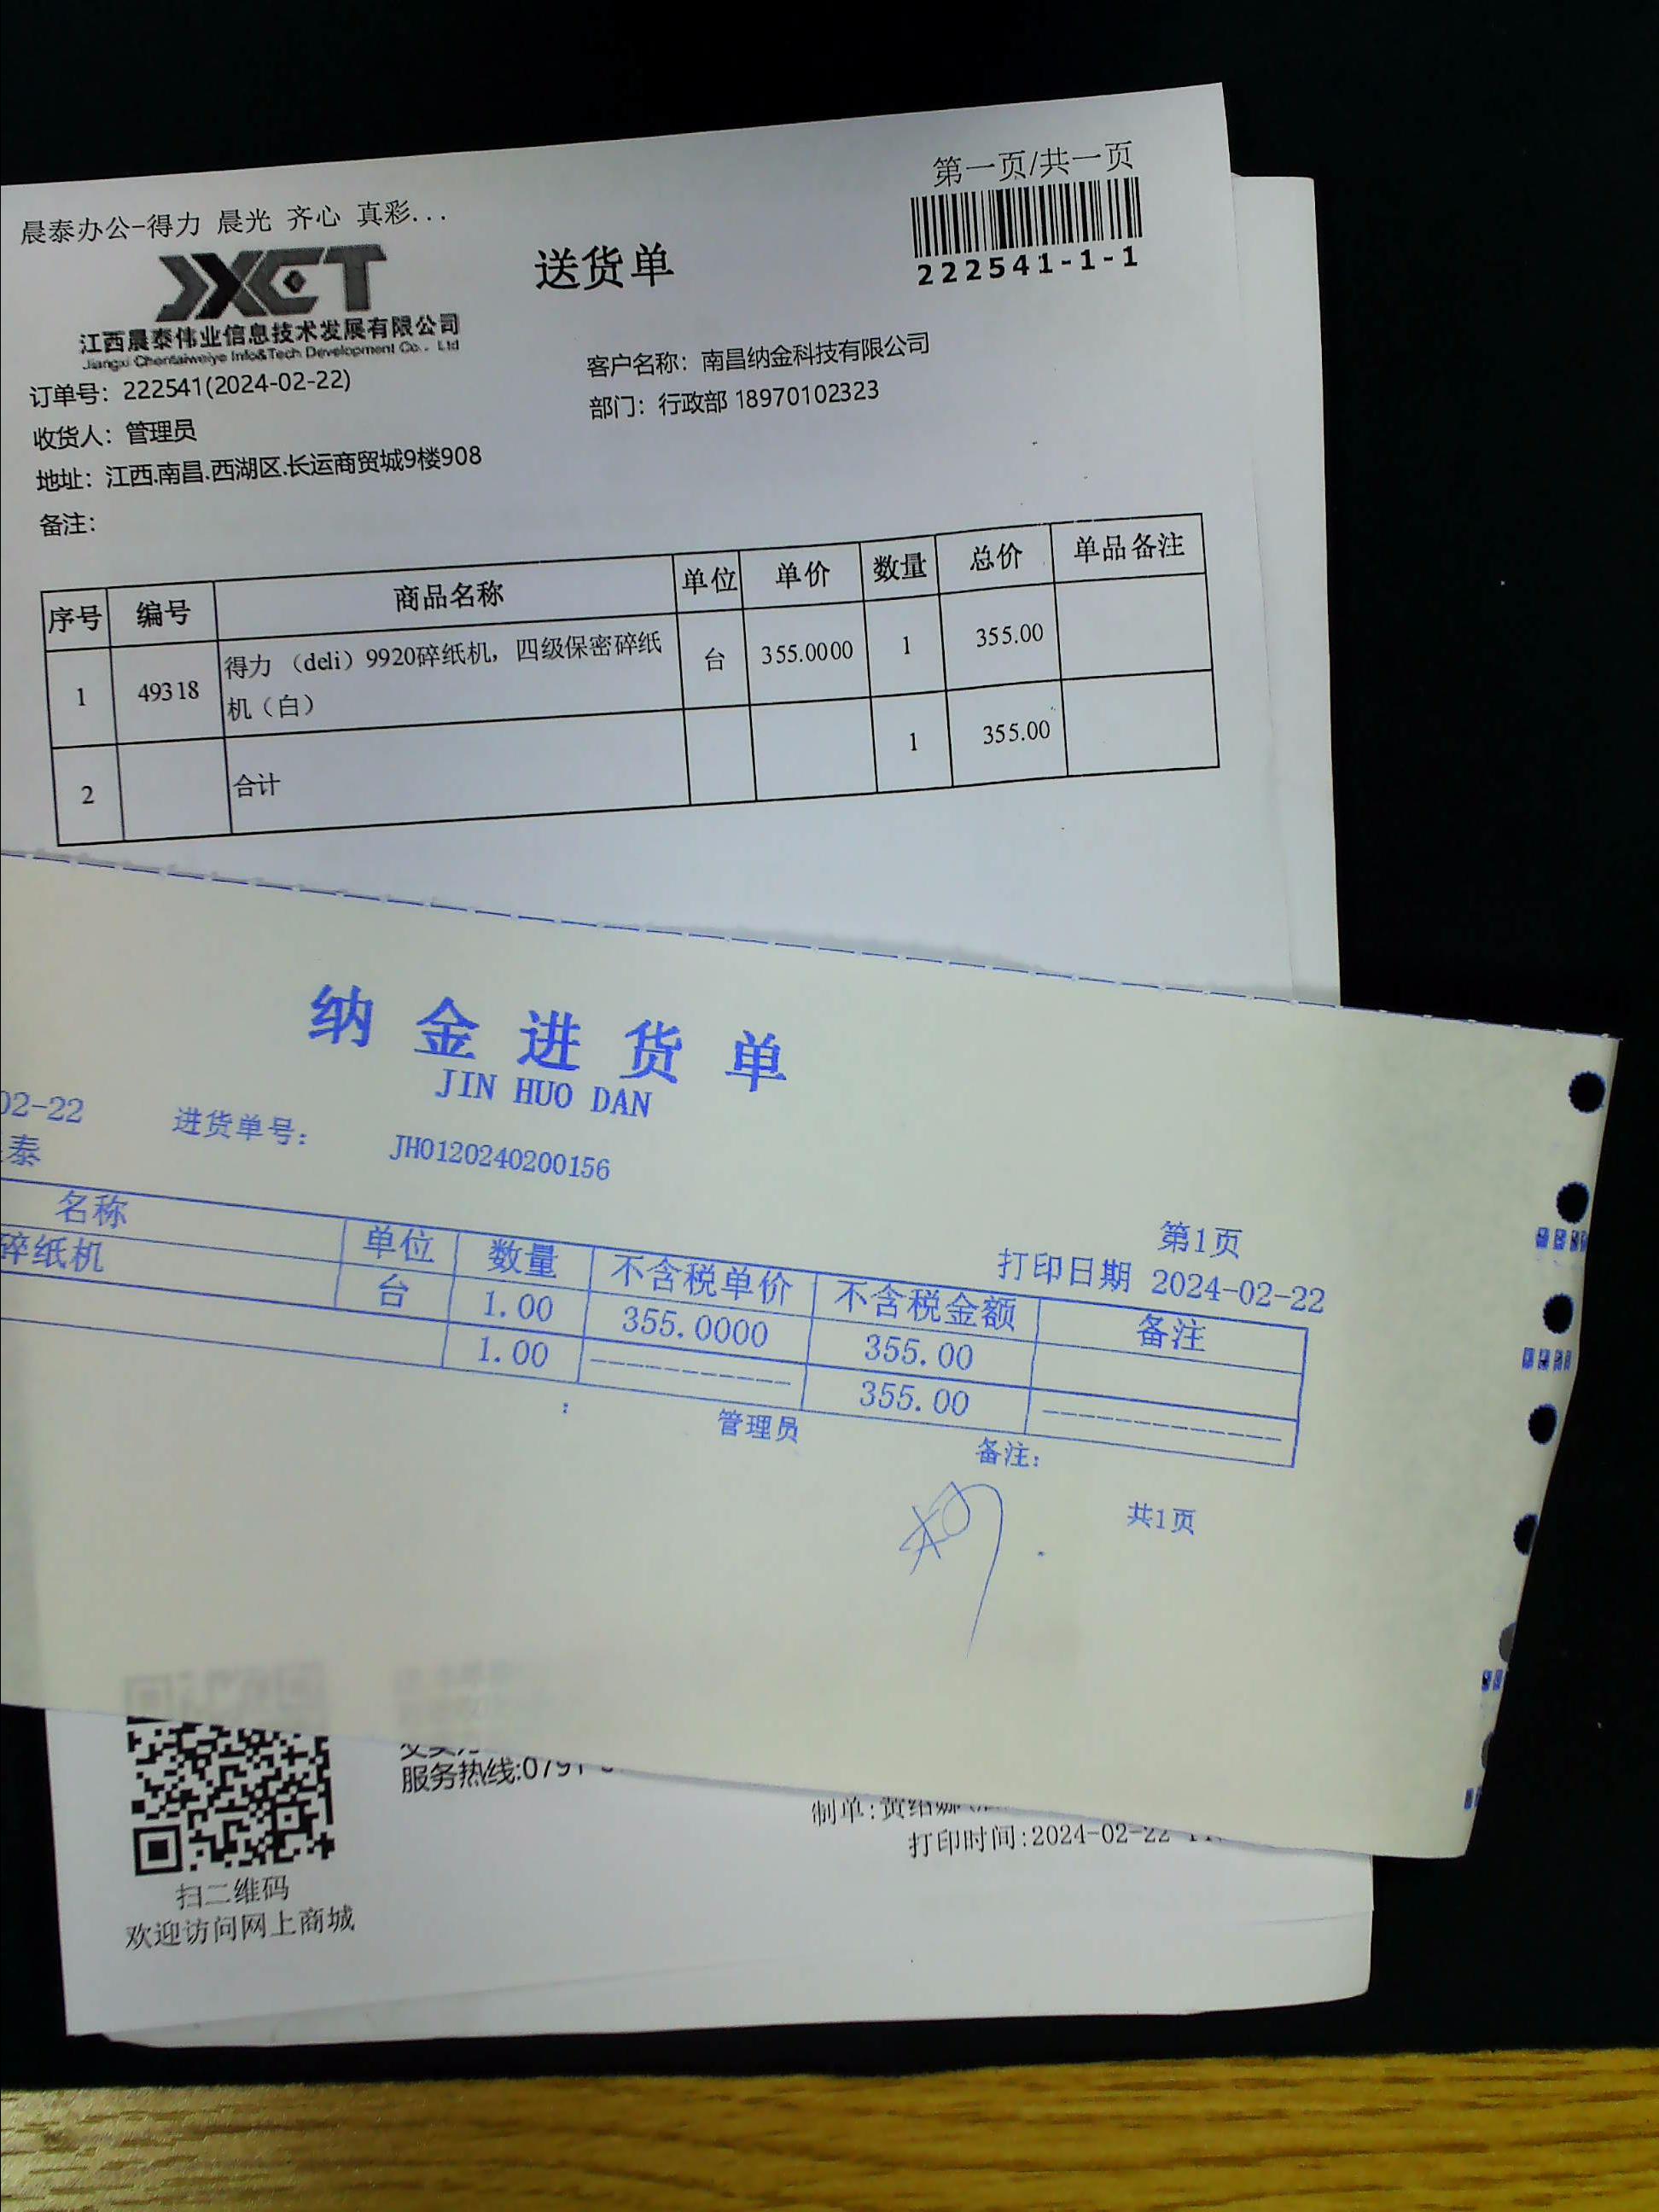 第一页/共一页
晨泰办公-得力 晨光 齐心 真彩...
JXCT
送货单
222541-1-1
江西晨泰伟业信息技术发展有限公司
Jiangxi Chentaiweiye Info&Tech Development Co., Ltd
订单号：222541(2024-02-22)
客户名称：南昌纳金科技有限公司
收货人：管理员
部门：行政部 18970102323
地址：江西.南昌.西湖区.长运商贸城9楼908
备注：
序号 编号 商品名称 单位 单价 数量 总价 单品备注
1 49318 得力（deli）9920碎纸机，四级保密碎纸机（白） 台 355.0000 1 355.00
2 合计 1 355.00
纳金进货单
JIN HUO DAN
02-22 进货单号： JH0120240200156
泰
第1页
打印日期 2024-02-22
名称 单位 数量 不含税单价 不含税金额 备注
碎纸机 台 1.00 355.0000 355.00
1.00 ---------- 355.00 ------------
: 管理员 备注：
共1页
服务热线:0791
制单:黄绍娜
打印时间:2024-02-22
扫二维码
欢迎访问网上商城